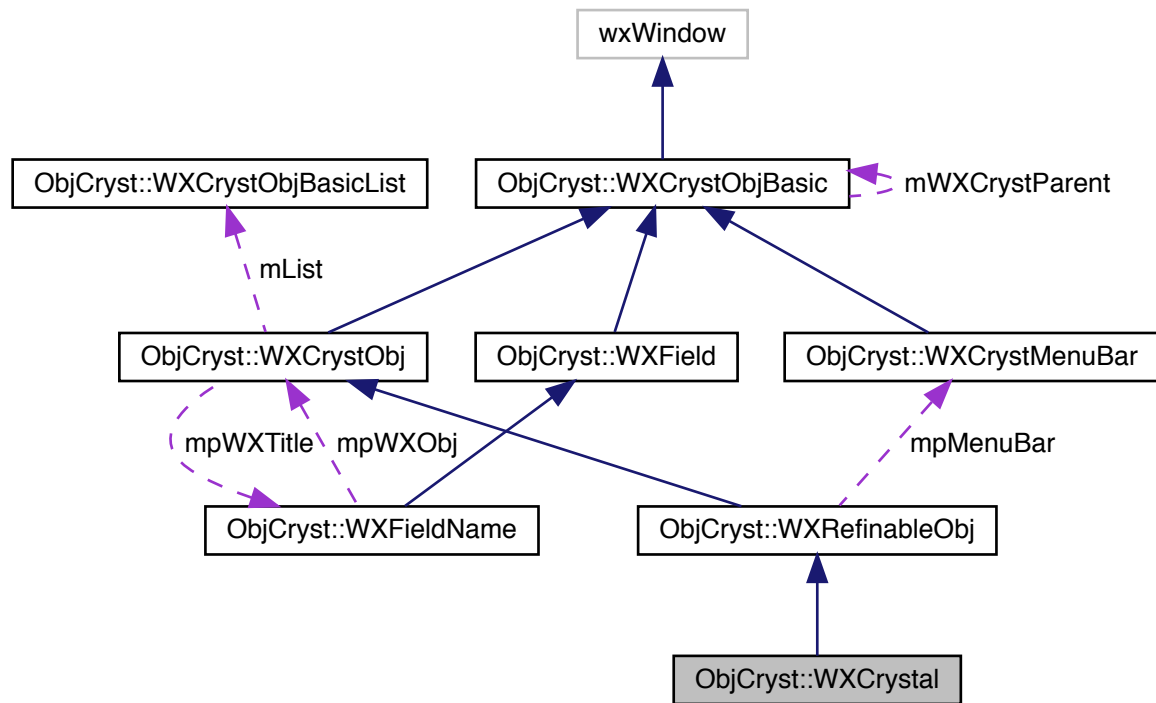 wxWindow
ObjCryst::WXCrystObjBasicList
ObjCryst::WXCrystObjBasic
mWXCrystParent
mList
ObjCryst::WXCrystObj
ObjCryst::WXField
ObjCryst::WXCrystMenuBar
mpWXTitle
mpWXObj
mpMenuBar
ObjCryst::WXFieldName
ObjCryst::WXRefinableObj
ObjCryst::WXCrystal